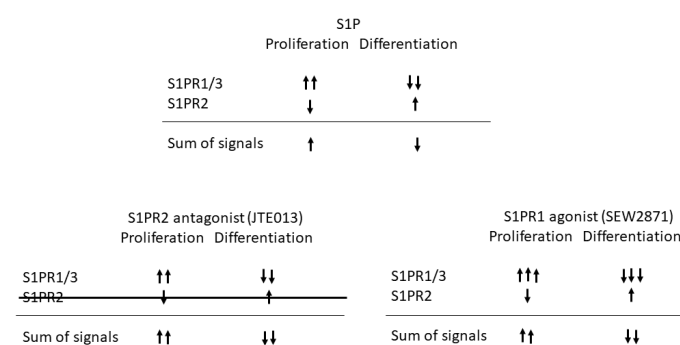 S1P
Proliferation Differentiation
S1PR1/3 ↑↑ ↓↓
S1PR2 ↓ ↑
Sum of signals ↑ ↓
S1PR2 antagonist (JTE013)
Proliferation Differentiation
S1PR1/3 ↑↑ ↓↓
S1PR2 ↓ ↑
Sum of signals ↑↑ ↓↓
S1PR1 agonist (SEW2871)
Proliferation Differentiation
S1PR1/3 ↑↑↑ ↓↓↓
S1PR2 ↓ ↑
Sum of signals ↑↑ ↓↓